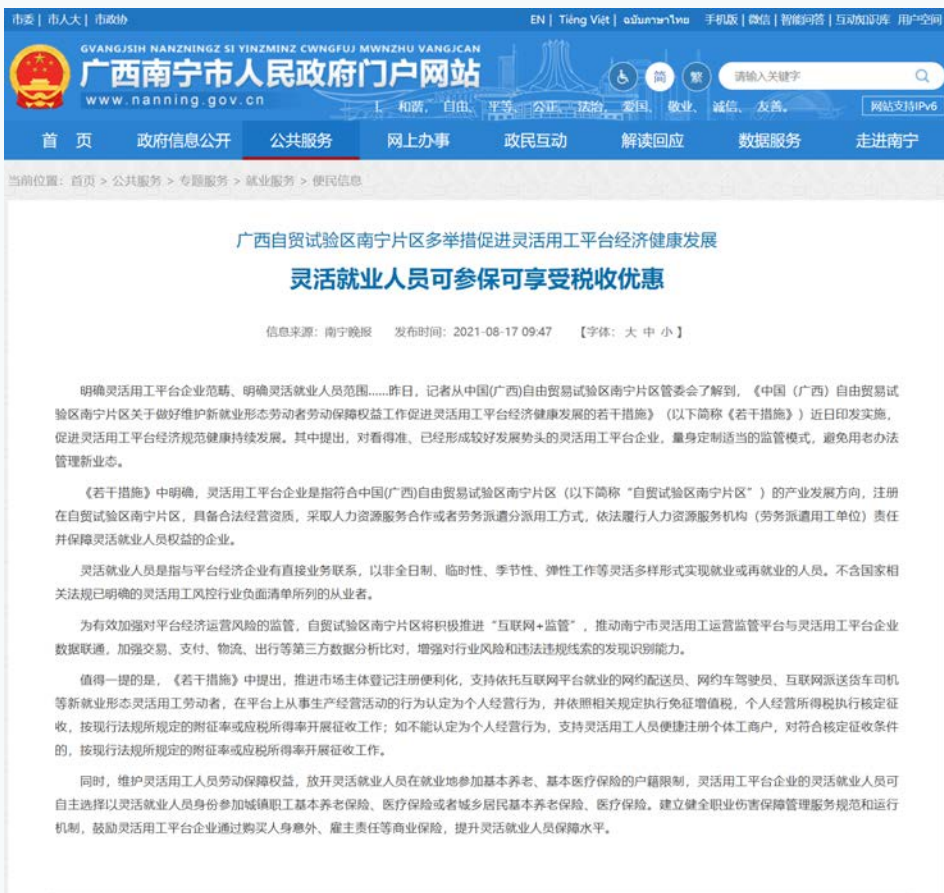 市委 | 市人大 | 市政协
EN | Tiếng Việt | ฉบับภาษาไทย 手机版 | 微信 | 智能问答 | 互动知识库 用户空间
GVANGJSIH NANZNINGZ SI YINZMINZ CWNGFUJ MWNZHU VANGJCAN
广西南宁市人民政府门户网站
www.nanning.gov.cn
简 繁 请输入关键字
、和谐、自由、平等、公正、法治、爱国、敬业、诚信、友善。
网站支持IPv6
首 页 政府信息公开 公共服务 网上办事 政民互动 解读回应 数据服务 走进南宁
当前位置：首页 > 公共服务 > 专题服务 > 就业服务 > 便民信息
广西自贸试验区南宁片区多举措促进灵活用工平台经济健康发展
灵活就业人员可参保可享受税收优惠
信息来源：南宁晚报 发布时间：2021-08-17 09:47 【字体：大 中 小】
明确灵活用工平台企业范畴、明确灵活就业人员范围......昨日，记者从中国(广西)自由贸易试验区南宁片区管委会了解到，《中国（广西）自由贸易试
验区南宁片区关于做好维护新就业形态劳动者劳动保障权益工作促进灵活用工平台经济健康发展的若干措施》（以下简称《若干措施》）近日印发实施，
促进灵活用工平台经济规范健康持续发展。其中提出，对看得准、已经形成较好发展势头的灵活用工平台企业，量身定制适当的监管模式，避免用老办法
管理新业态。
《若干措施》中明确，灵活用工平台企业是指符合中国(广西)自由贸易试验区南宁片区（以下简称“自贸试验区南宁片区”）的产业发展方向，注册
在自贸试验区南宁片区，具备合法经营资质，采取人力资源服务合作或者劳务派遣分派用工方式，依法履行人力资源服务机构（劳务派遣用工单位）责任
并保障灵活就业人员权益的企业。
灵活就业人员是指与平台经济企业有直接业务联系，以非全日制、临时性、季节性、弹性工作等灵活多样形式实现就业或再就业的人员。不含国家相
关法规已明确的灵活用工风控行业负面清单所列的从业者。
为有效加强对平台经济运营风险的监管，自贸试验区南宁片区将积极推进“互联网+监管”，推动南宁市灵活用工运营监管平台与灵活用工平台企业
数据联通，加强交易、支付、物流、出行等第三方数据分析比对，增强对行业风险和违法违规线索的发现识别能力。
值得一提的是，《若干措施》中提出，推进市场主体登记注册便利化，支持依托互联网平台就业的网约配送员、网约车驾驶员、互联网派送货车司机
等新就业形态灵活用工劳动者，在平台上从事生产经营活动的行为认定为个人经营行为，并依照相关规定执行免征增值税，个人经营所得税执行核定征
收，按现行法规所规定的附征率或应税所得率开展征收工作；如不能认定为个人经营行为，支持灵活用工人员便捷注册个体工商户，对符合核定征收条件
的，按现行法规所规定的附征率或应税所得率开展征收工作。
同时，维护灵活用工人员劳动保障权益，放开灵活就业人员在就业地参加基本养老、基本医疗保险的户籍限制，灵活用工平台企业的灵活就业人员可
自主选择以灵活就业人员身份参加城镇职工基本养老保险、医疗保险或者城乡居民基本养老保险、医疗保险。建立健全职业伤害保障管理服务规范和运行
机制，鼓励灵活用工平台企业通过购买人身意外、雇主责任等商业保险，提升灵活就业人员保障水平。